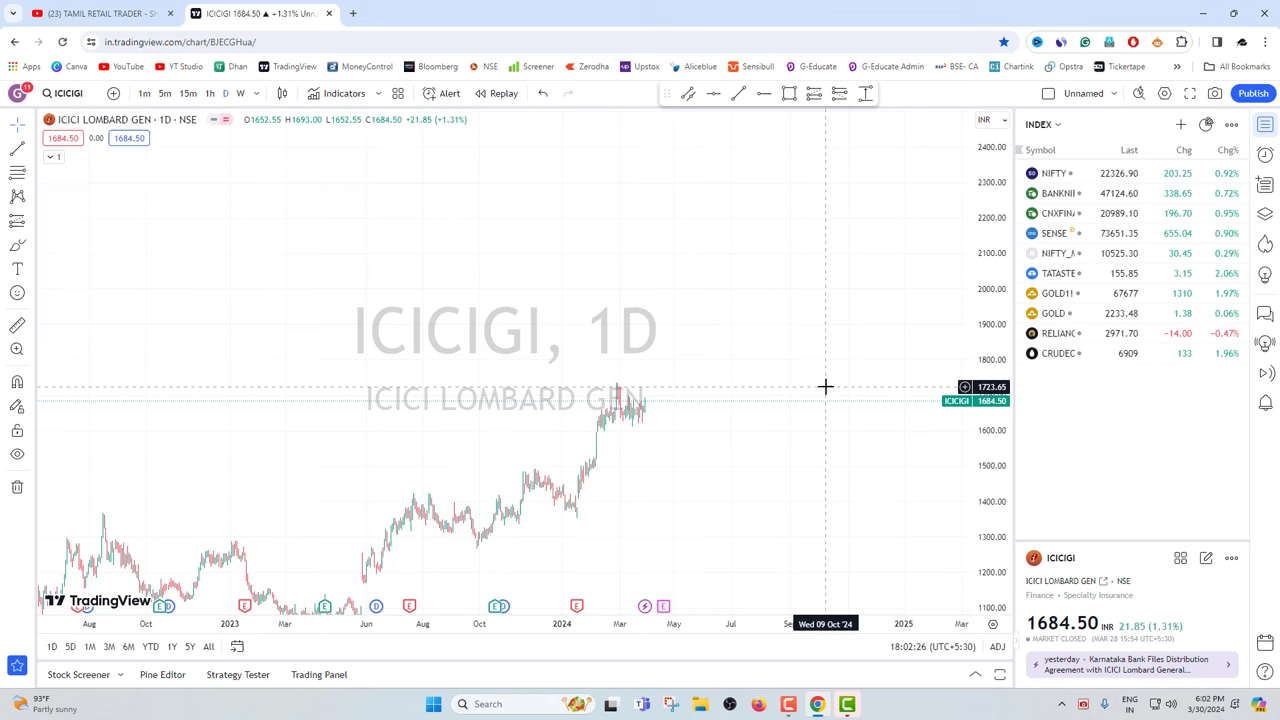 (23) TAMIL RETAIL TRADER -
ICICIGI 1684.50 ▲ +1.31% Unn
in.tradingview.com/chart/BJECGHua/
Apps Canva YouTube YT Studio Dhan TradingView MoneyControl Bloomberg NSE Screener Zerodha Upstox Aliceblue Sensibull G-Educate G-Educate Admin BSE- CA Chartink Opstra Tickertape All Bookmarks
G 11 ICICIGI 1m 5m 15m 1h D W Indicators Alert Replay Unnamed Publish
ICICI LOMBARD GEN · 1D · NSE O1652.55 H1693.00 L1652.55 C1684.50 +21.85 (+1.31%)
1684.50 0.00 1684.50
1
INR
2400.00
2300.00
2200.00
2100.00
2000.00
1900.00
1800.00
1723.65
ICICIGI 1684.50
1600.00
1500.00
1400.00
1300.00
1200.00
1100.00
ICICIGI, 1D
ICICI LOMBARD GEN
TradingView
Aug Oct 2023 Mar Jun Aug Oct 2024 Mar May Jul Wed 09 Oct '24 2025 Mar
1D 5D 1M 3M 6M YTD 1Y 5Y All 18:02:26 (UTC+5:30) ADJ
Stock Screener Pine Editor Strategy Tester Trading Panel
INDEX
Symbol Last Chg Chg%
NIFTY 22326.90 203.25 0.92%
BANKNI 47124.60 338.65 0.72%
CNXFIN 20989.10 196.70 0.95%
SENSE D 73651.35 655.04 0.90%
NIFTY_ 10525.30 30.45 0.29%
TATASTE 155.85 3.15 2.06%
GOLD1! 67677 1310 1.97%
GOLD 2233.48 1.38 0.06%
RELIANC 2971.70 −14.00 −0.47%
CRUDEC 6909 133 1.96%
ICICIGI
ICICI LOMBARD GEN · NSE
Finance · Specialty Insurance
1684.50 INR 21.85 (1.31%)
MARKET CLOSED (MAR 28 15:54 UTC+5:30)
yesterday · Karnataka Bank Files Distribution
Agreement with ICICI Lombard General...
93°F
Partly sunny
Search
ENG
IN
6:02 PM
3/30/2024